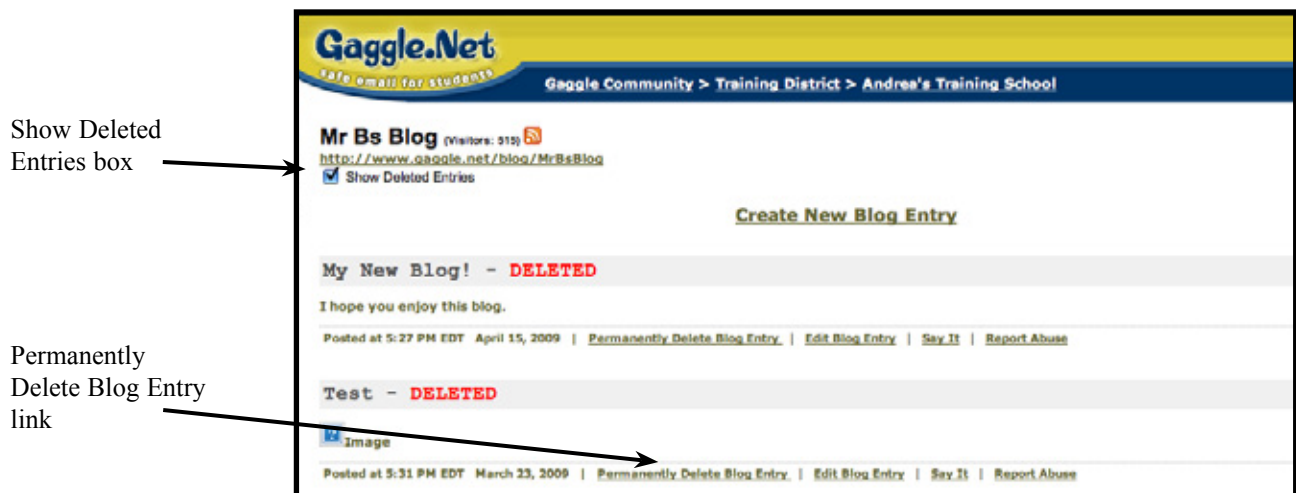 Gaggle.Net
safe email for students
Gaggle Community > Training District > Andrea's Training School
Show Deleted
Entries box
Mr Bs Blog (Visitors: 515)
http://www.gaggle.net/blog/MrBsBlog
Show Deleted Entries
Create New Blog Entry
My New Blog! - DELETED
I hope you enjoy this blog.
Posted at 5:27 PM EDT April 15, 2009 | Permanently Delete Blog Entry | Edit Blog Entry | Say It | Report Abuse
Permanently
Delete Blog Entry
link
Test - DELETED
?
Image
Posted at 5:31 PM EDT March 23, 2009 | Permanently Delete Blog Entry | Edit Blog Entry | Say It | Report Abuse